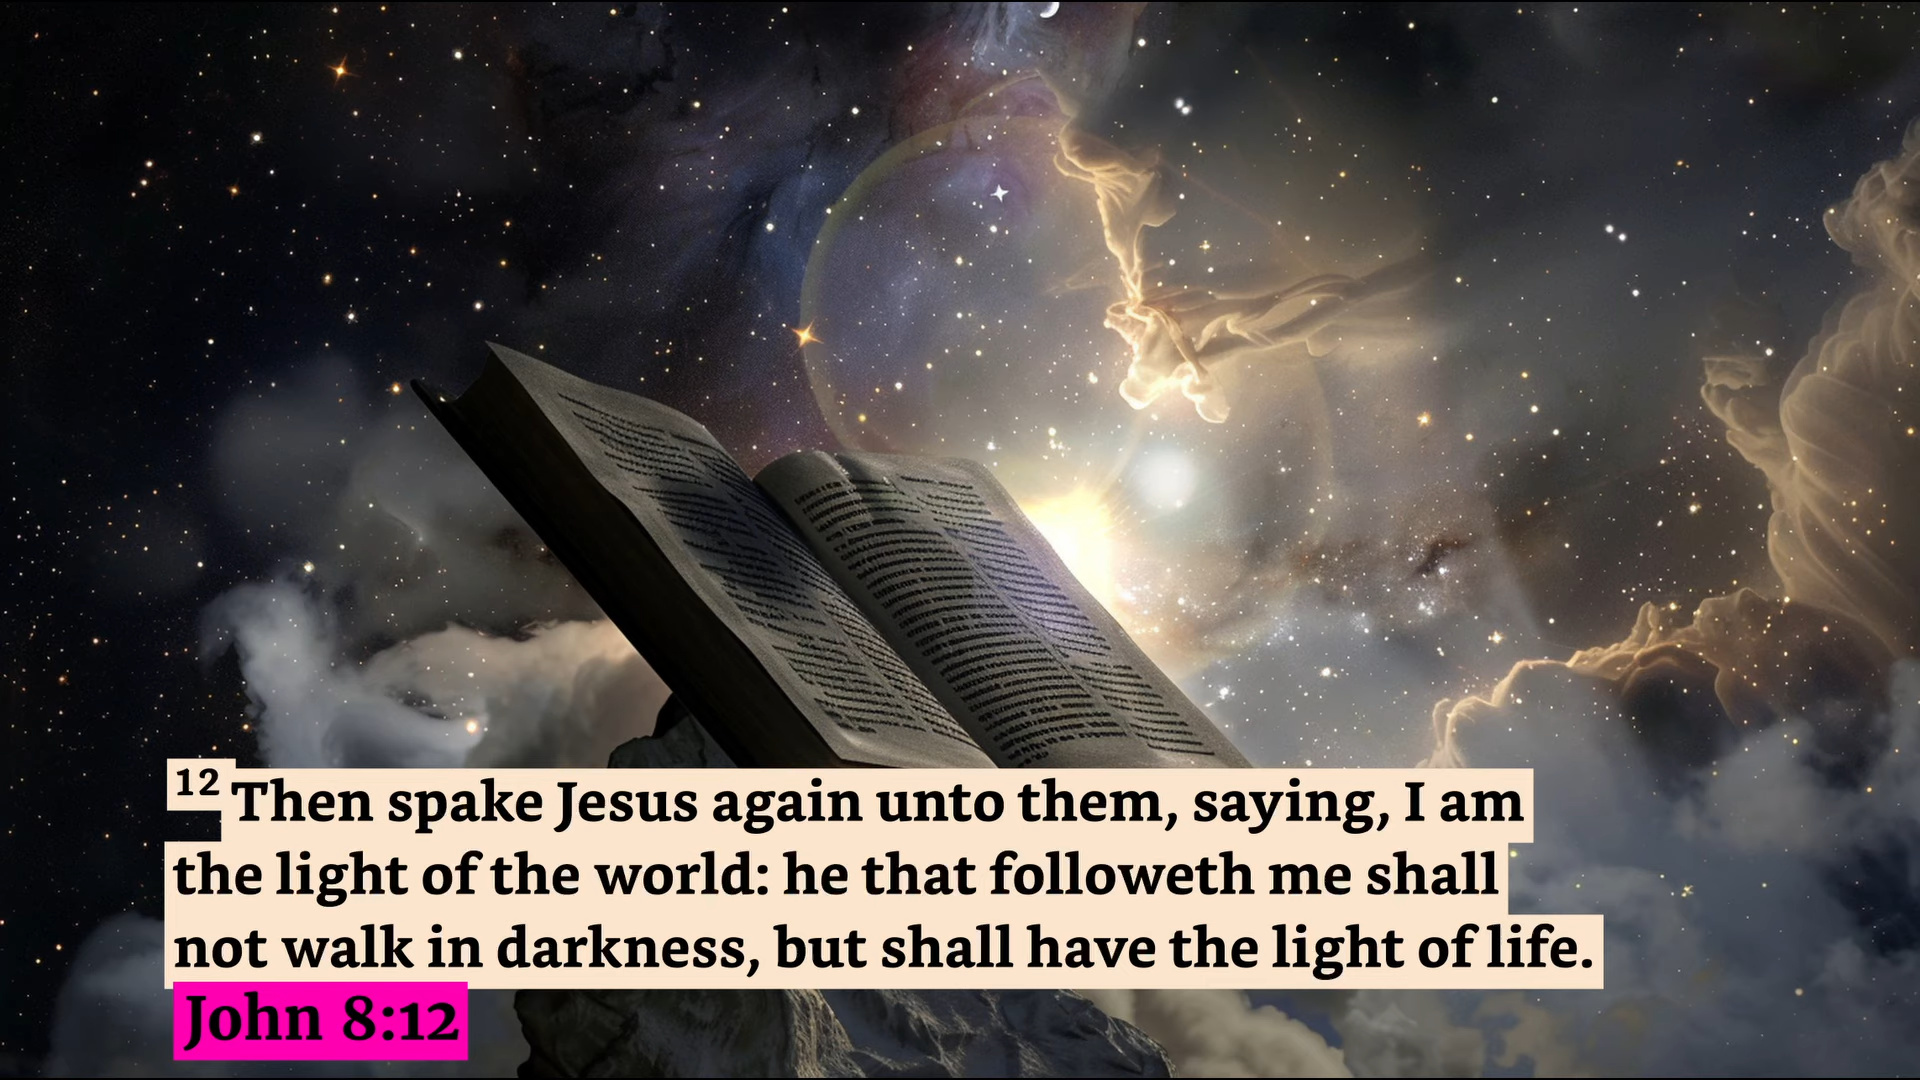 12 Then spake Jesus again unto them, saying, I am
the light of the world: he that followeth me shall
not walk in darkness, but shall have the light of life.
John 8:12